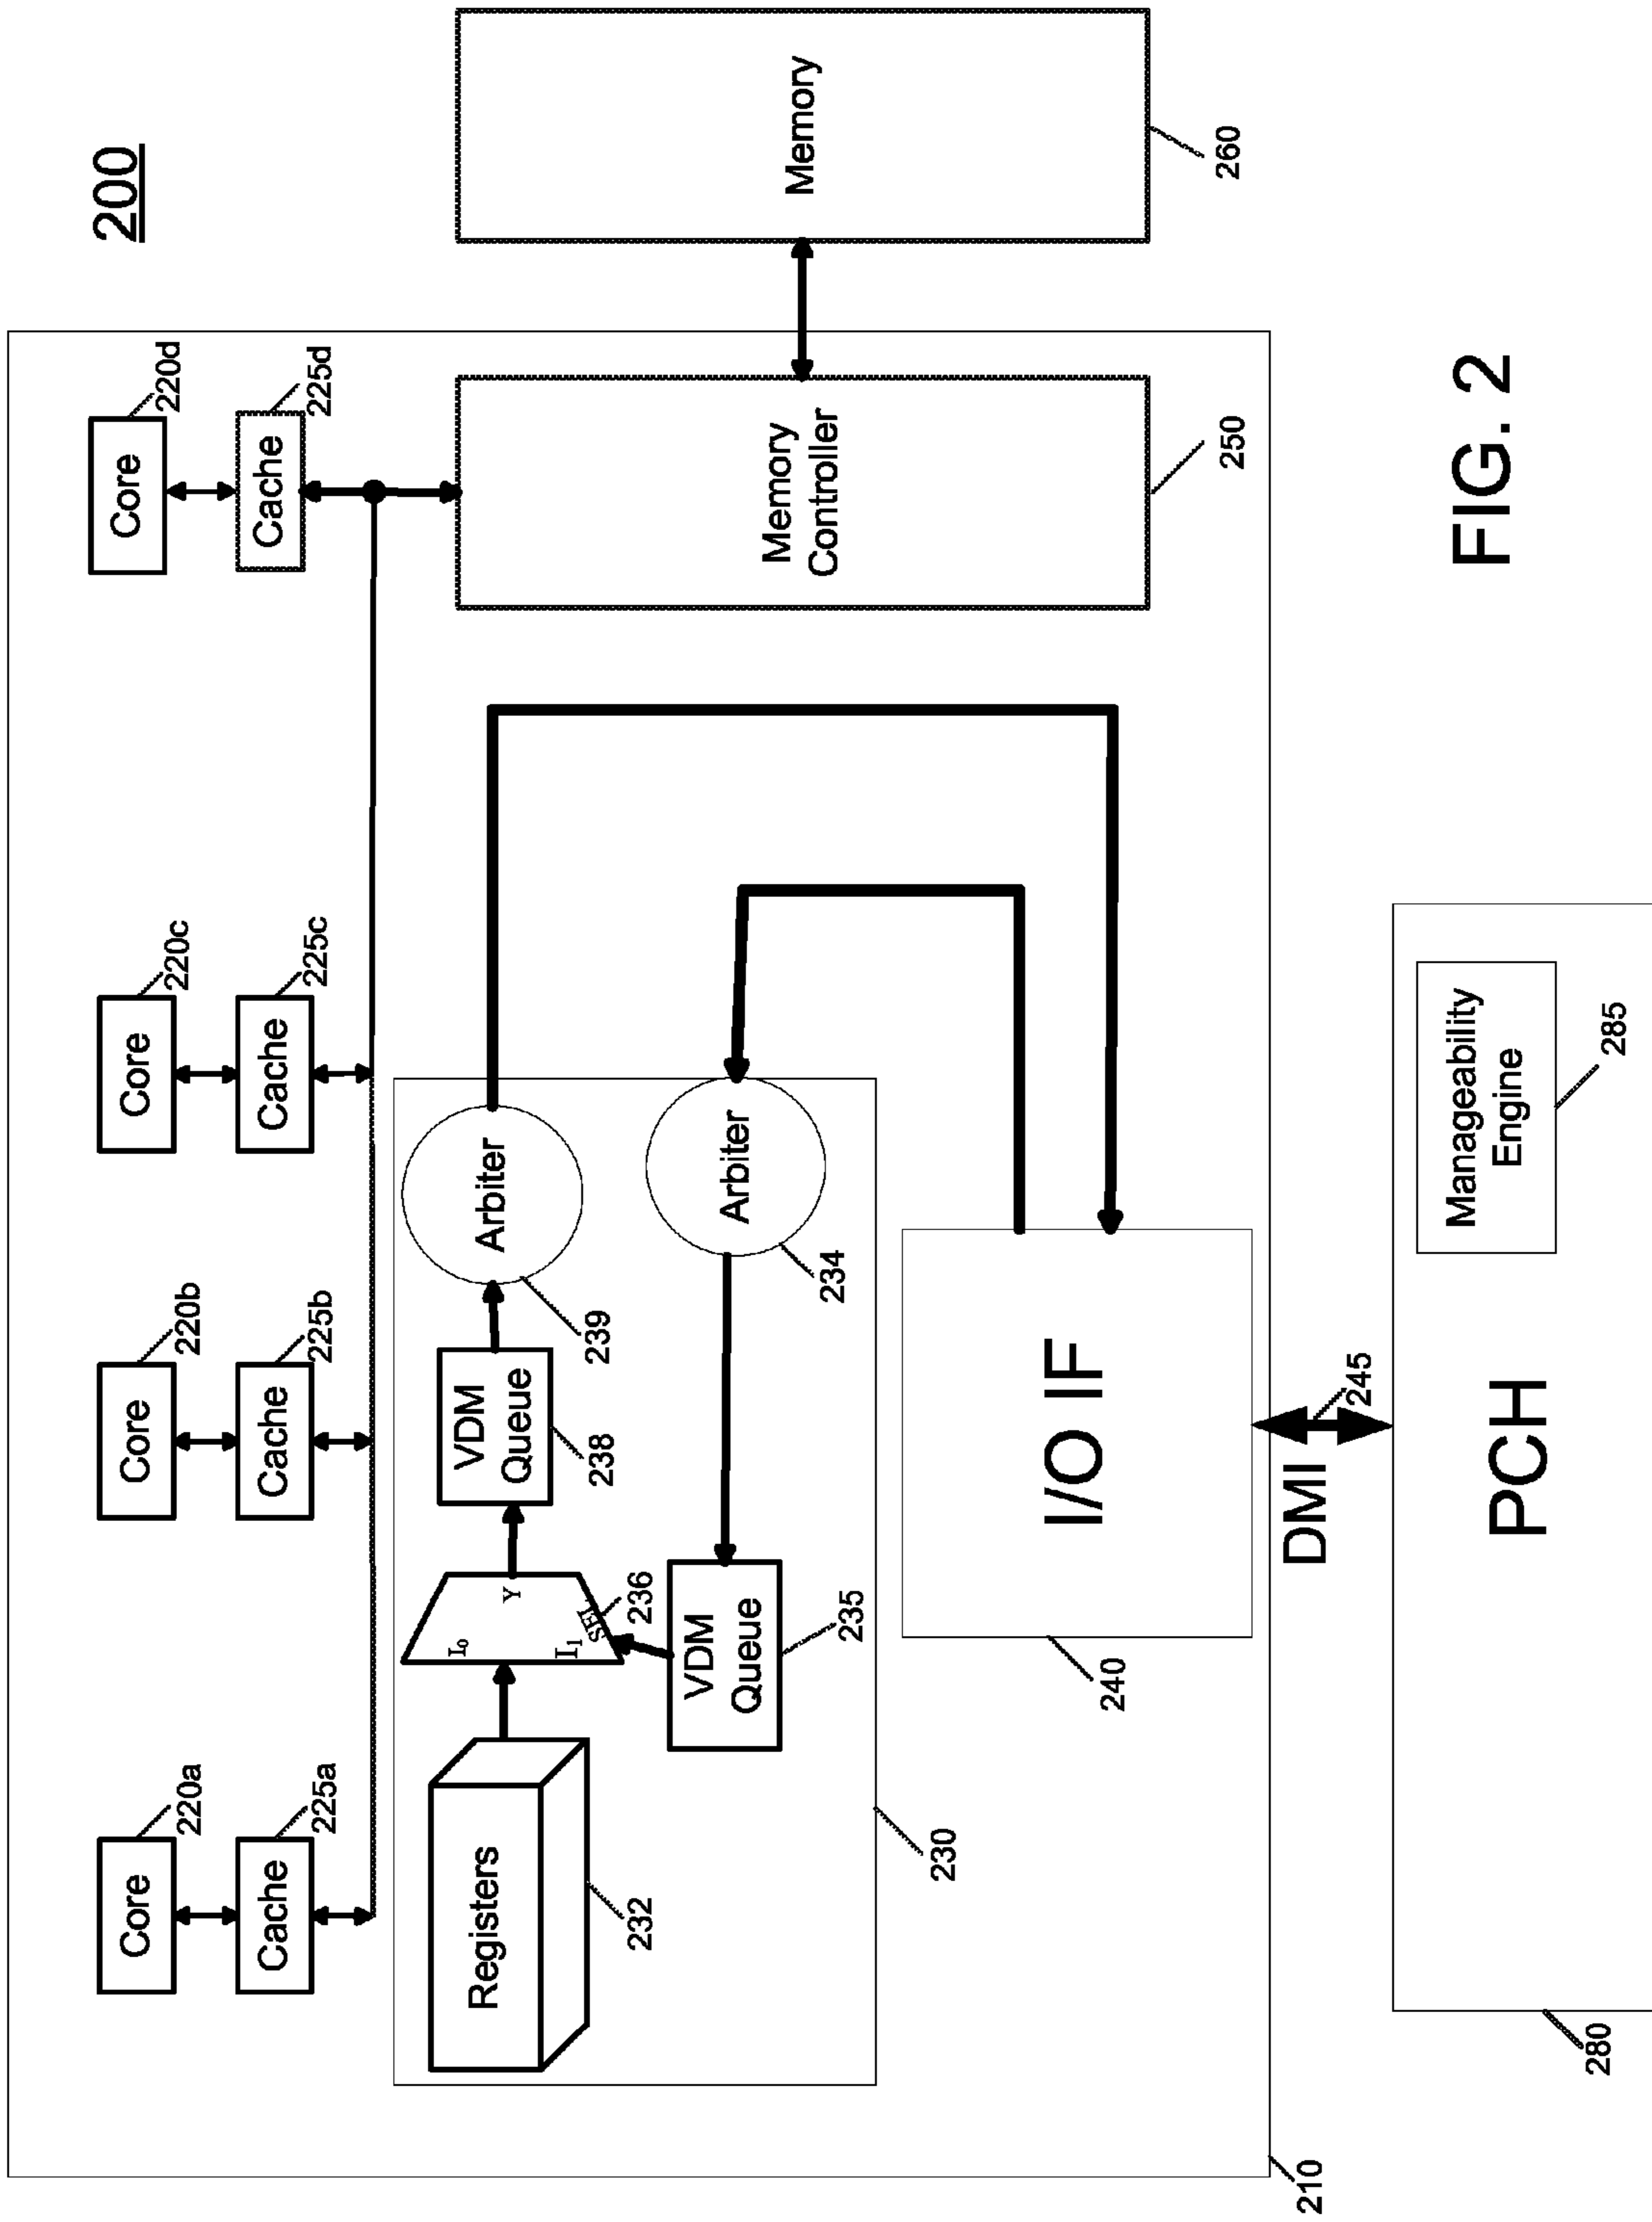 200
Core
220a
Cache
225a
Core
220b
Cache
225b
Core
220c
Cache
225c
Core
220d
Cache
225d
Registers
232
I0
I1
Y
SEL
236
VDM
Queue
238
Arbiter
239
VDM
Queue
235
Arbiter
234
230
Memory
Controller
250
Memory
260
I/O IF
240
210
DMI
245
PCH
Manageability
Engine
285
280
FIG. 2